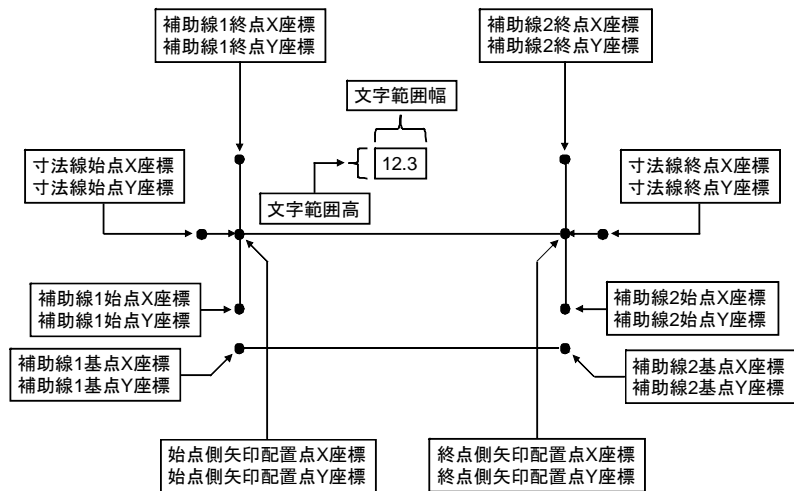 補助線1終点X座標
補助線1終点Y座標
補助線2終点X座標
補助線2終点Y座標
文字範囲幅
12.3
文字範囲高
寸法線始点X座標
寸法線始点Y座標
寸法線終点X座標
寸法線終点Y座標
補助線1始点X座標
補助線1始点Y座標
補助線2始点X座標
補助線2始点Y座標
補助線1基点X座標
補助線1基点Y座標
補助線2基点X座標
補助線2基点Y座標
始点側矢印配置点X座標
始点側矢印配置点Y座標
終点側矢印配置点X座標
終点側矢印配置点Y座標